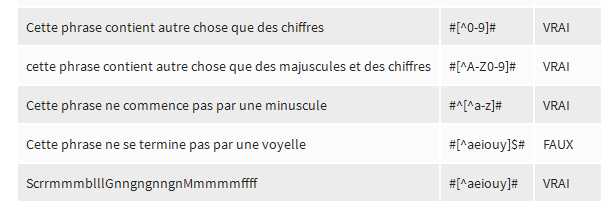 Cette phrase contient autre chose que des chiffres #[^0-9]# VRAI
cette phrase contient autre chose que des majuscules et des chiffres #[^A-Z0-9]# VRAI
Cette phrase ne commence pas par une minuscule #^[^a-z]# VRAI
Cette phrase ne se termine pas par une voyelle #[^aeiouy]$# FAUX
ScrrmmmblllGnngngnngnMmmmmffff #[^aeiouy]# VRAI